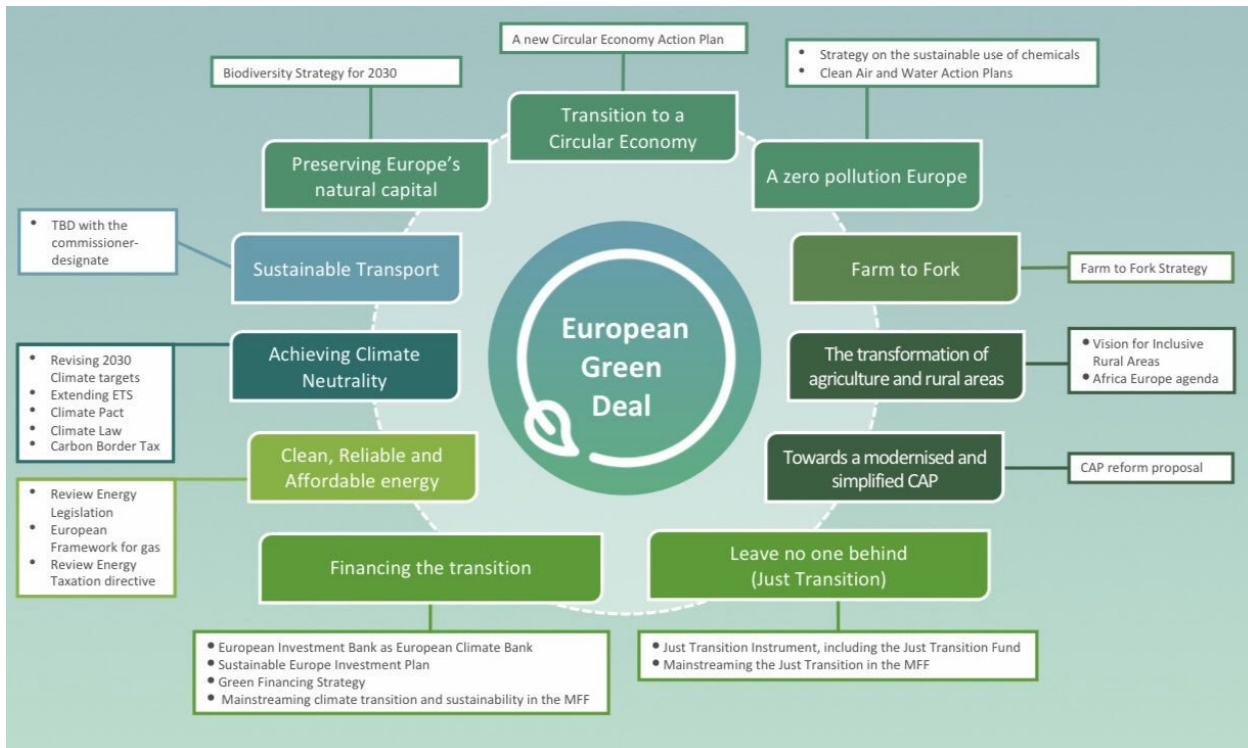 A new Circular Economy Action Plan
• Strategy on the sustainable use of chemicals
• Clean Air and Water Action Plans
Biodiversity Strategy for 2030
Transition to a
Circular Economy
Preserving Europe's
natural capital
A zero pollution Europe
• TBD with the
commissioner-
designate
Sustainable Transport
Farm to Fork
Farm to Fork Strategy
European
Green
Deal
• Revising 2030
Climate targets
• Extending ETS
• Climate Pact
• Climate Law
• Carbon Border Tax
Achieving Climate
Neutrality
The transformation of
agriculture and rural areas
• Vision for Inclusive
Rural Areas
• Africa Europe agenda
Clean, Reliable and
Affordable energy
Towards a modernised and
simplified CAP
CAP reform proposal
• Review Energy
Legislation
• European
Framework for gas
• Review Energy
Taxation directive
Financing the transition
Leave no one behind
(Just Transition)
• European Investment Bank as European Climate Bank
• Sustainable Europe Investment Plan
• Green Financing Strategy
• Mainstreaming climate transition and sustainability in the MFF
• Just Transition Instrument, including the Just Transition Fund
• Mainstreaming the Just Transition in the MFF